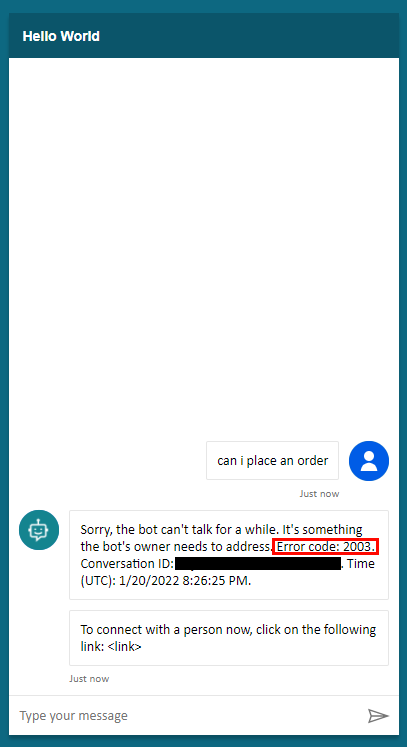 Hello World
can i place an order
Just now
Sorry, the bot can't talk for a while. It's something
the bot's owner needs to address. Error code: 2003.
Conversation ID: . Time
(UTC): 1/20/2022 8:26:25 PM.
To connect with a person now, click on the following
link: <link>
Just now
Type your message